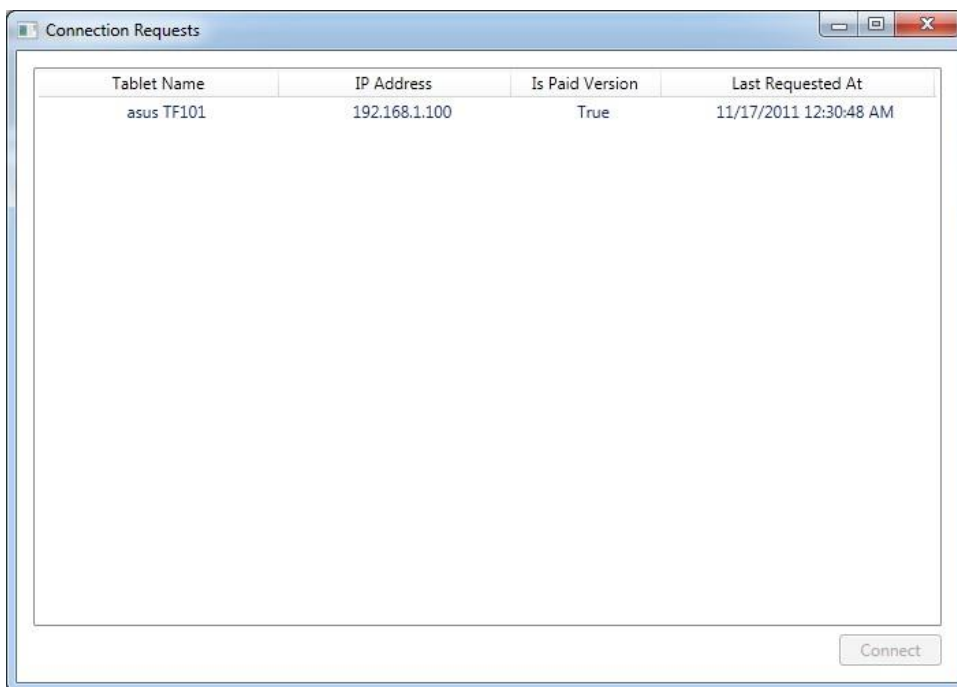 Connection Requests
Tablet Name IP Address Is Paid Version Last Requested At
asus TF101 192.168.1.100 True 11/17/2011 12:30:48 AM
Connect